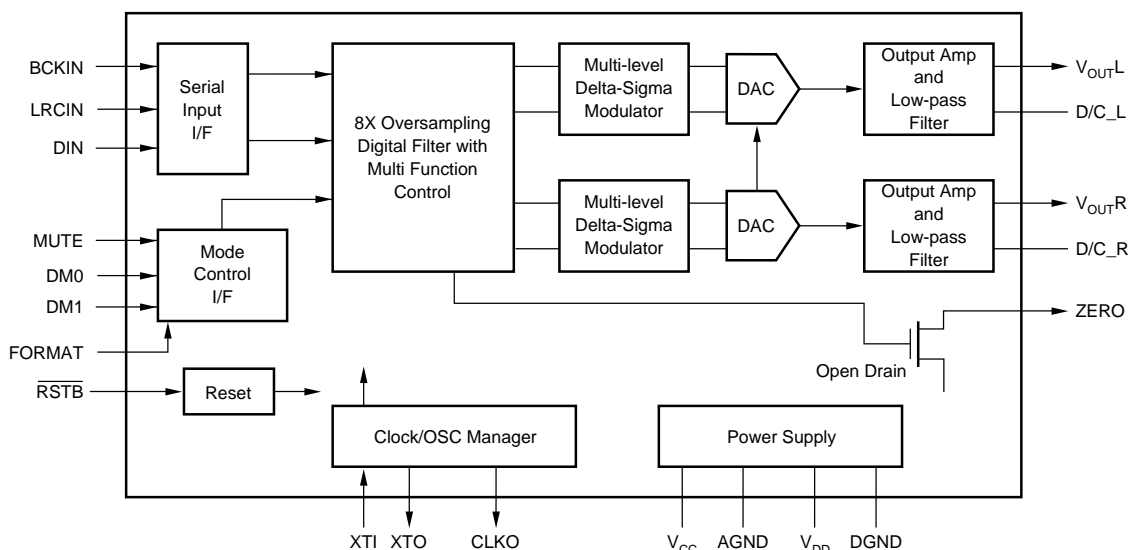 BCKIN
LRCIN
DIN
Serial
Input
I/F
MUTE
DM0
DM1
FORMAT
Mode
Control
I/F
RSTB
Reset
8X Oversampling
Digital Filter with
Multi Function
Control
Multi-level
Delta-Sigma
Modulator
DAC
Output Amp
and
Low-pass
Filter
VOUTL
D/C_L
Multi-level
Delta-Sigma
Modulator
DAC
Output Amp
and
Low-pass
Filter
VOUTR
D/C_R
ZERO
Open Drain
Clock/OSC Manager
Power Supply
XTI
XTO
CLKO
VCC
AGND
VDD
DGND